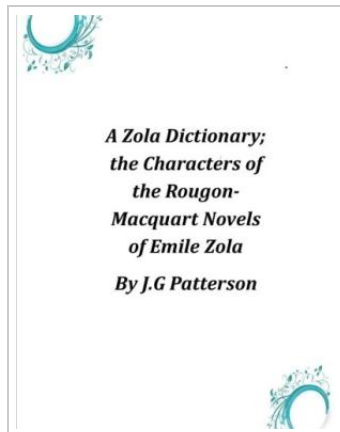 A Zola Dictionary;
the Characters of
the Rougon-
Macquart Novels
of Emile Zola
By J.G Patterson